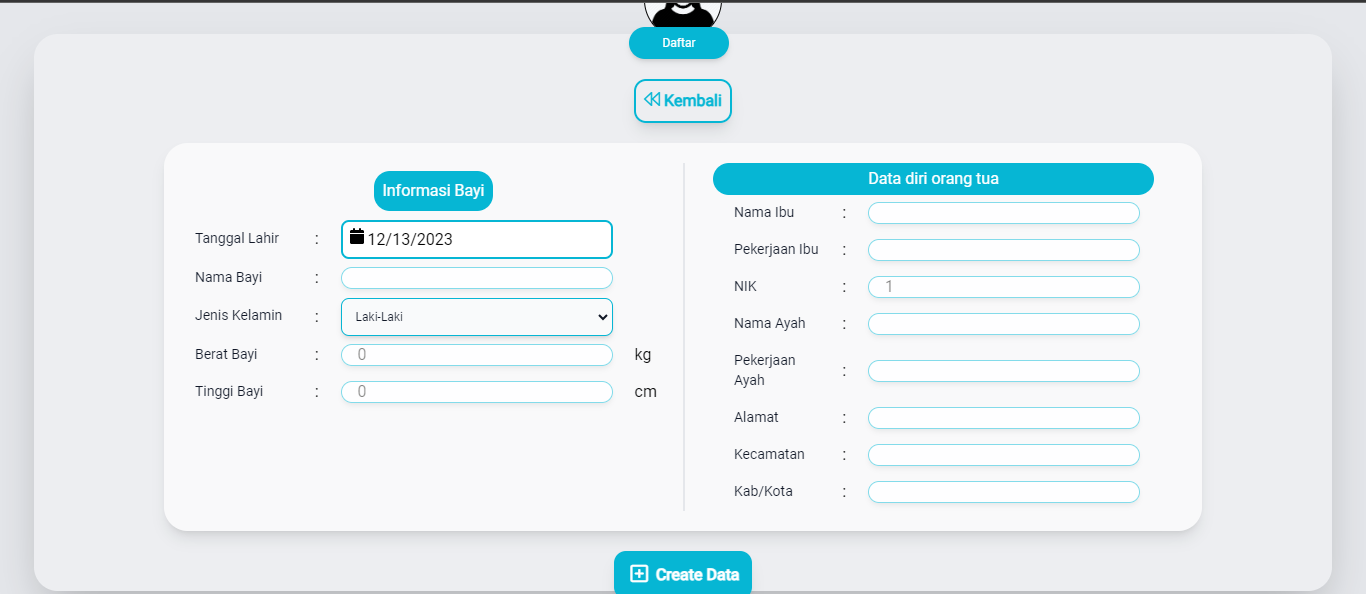 Daftar
Kembali
Informasi Bayi
Tanggal Lahir : 12/13/2023
Nama Bayi :
Jenis Kelamin : Laki-Laki
Berat Bayi : 0 kg
Tinggi Bayi : 0 cm
Data diri orang tua
Nama Ibu :
Pekerjaan Ibu :
NIK : 1
Nama Ayah :
Pekerjaan
Ayah :
Alamat :
Kecamatan :
Kab/Kota :
Create Data